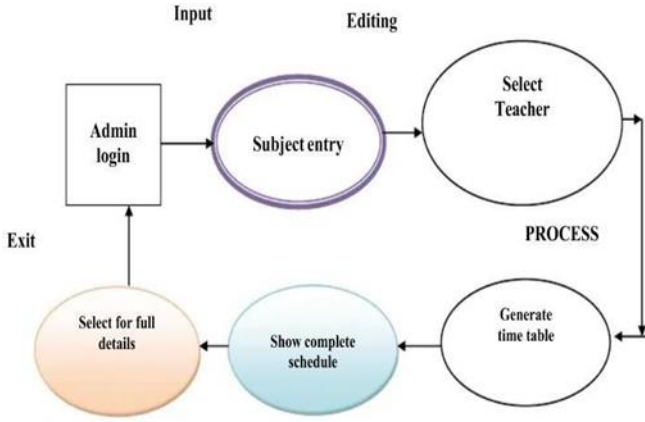 Input
Editing
Admin
login
Subject entry
Select
Teacher
Exit
PROCESS
Select for full
details
Show complete
schedule
Generate
time table